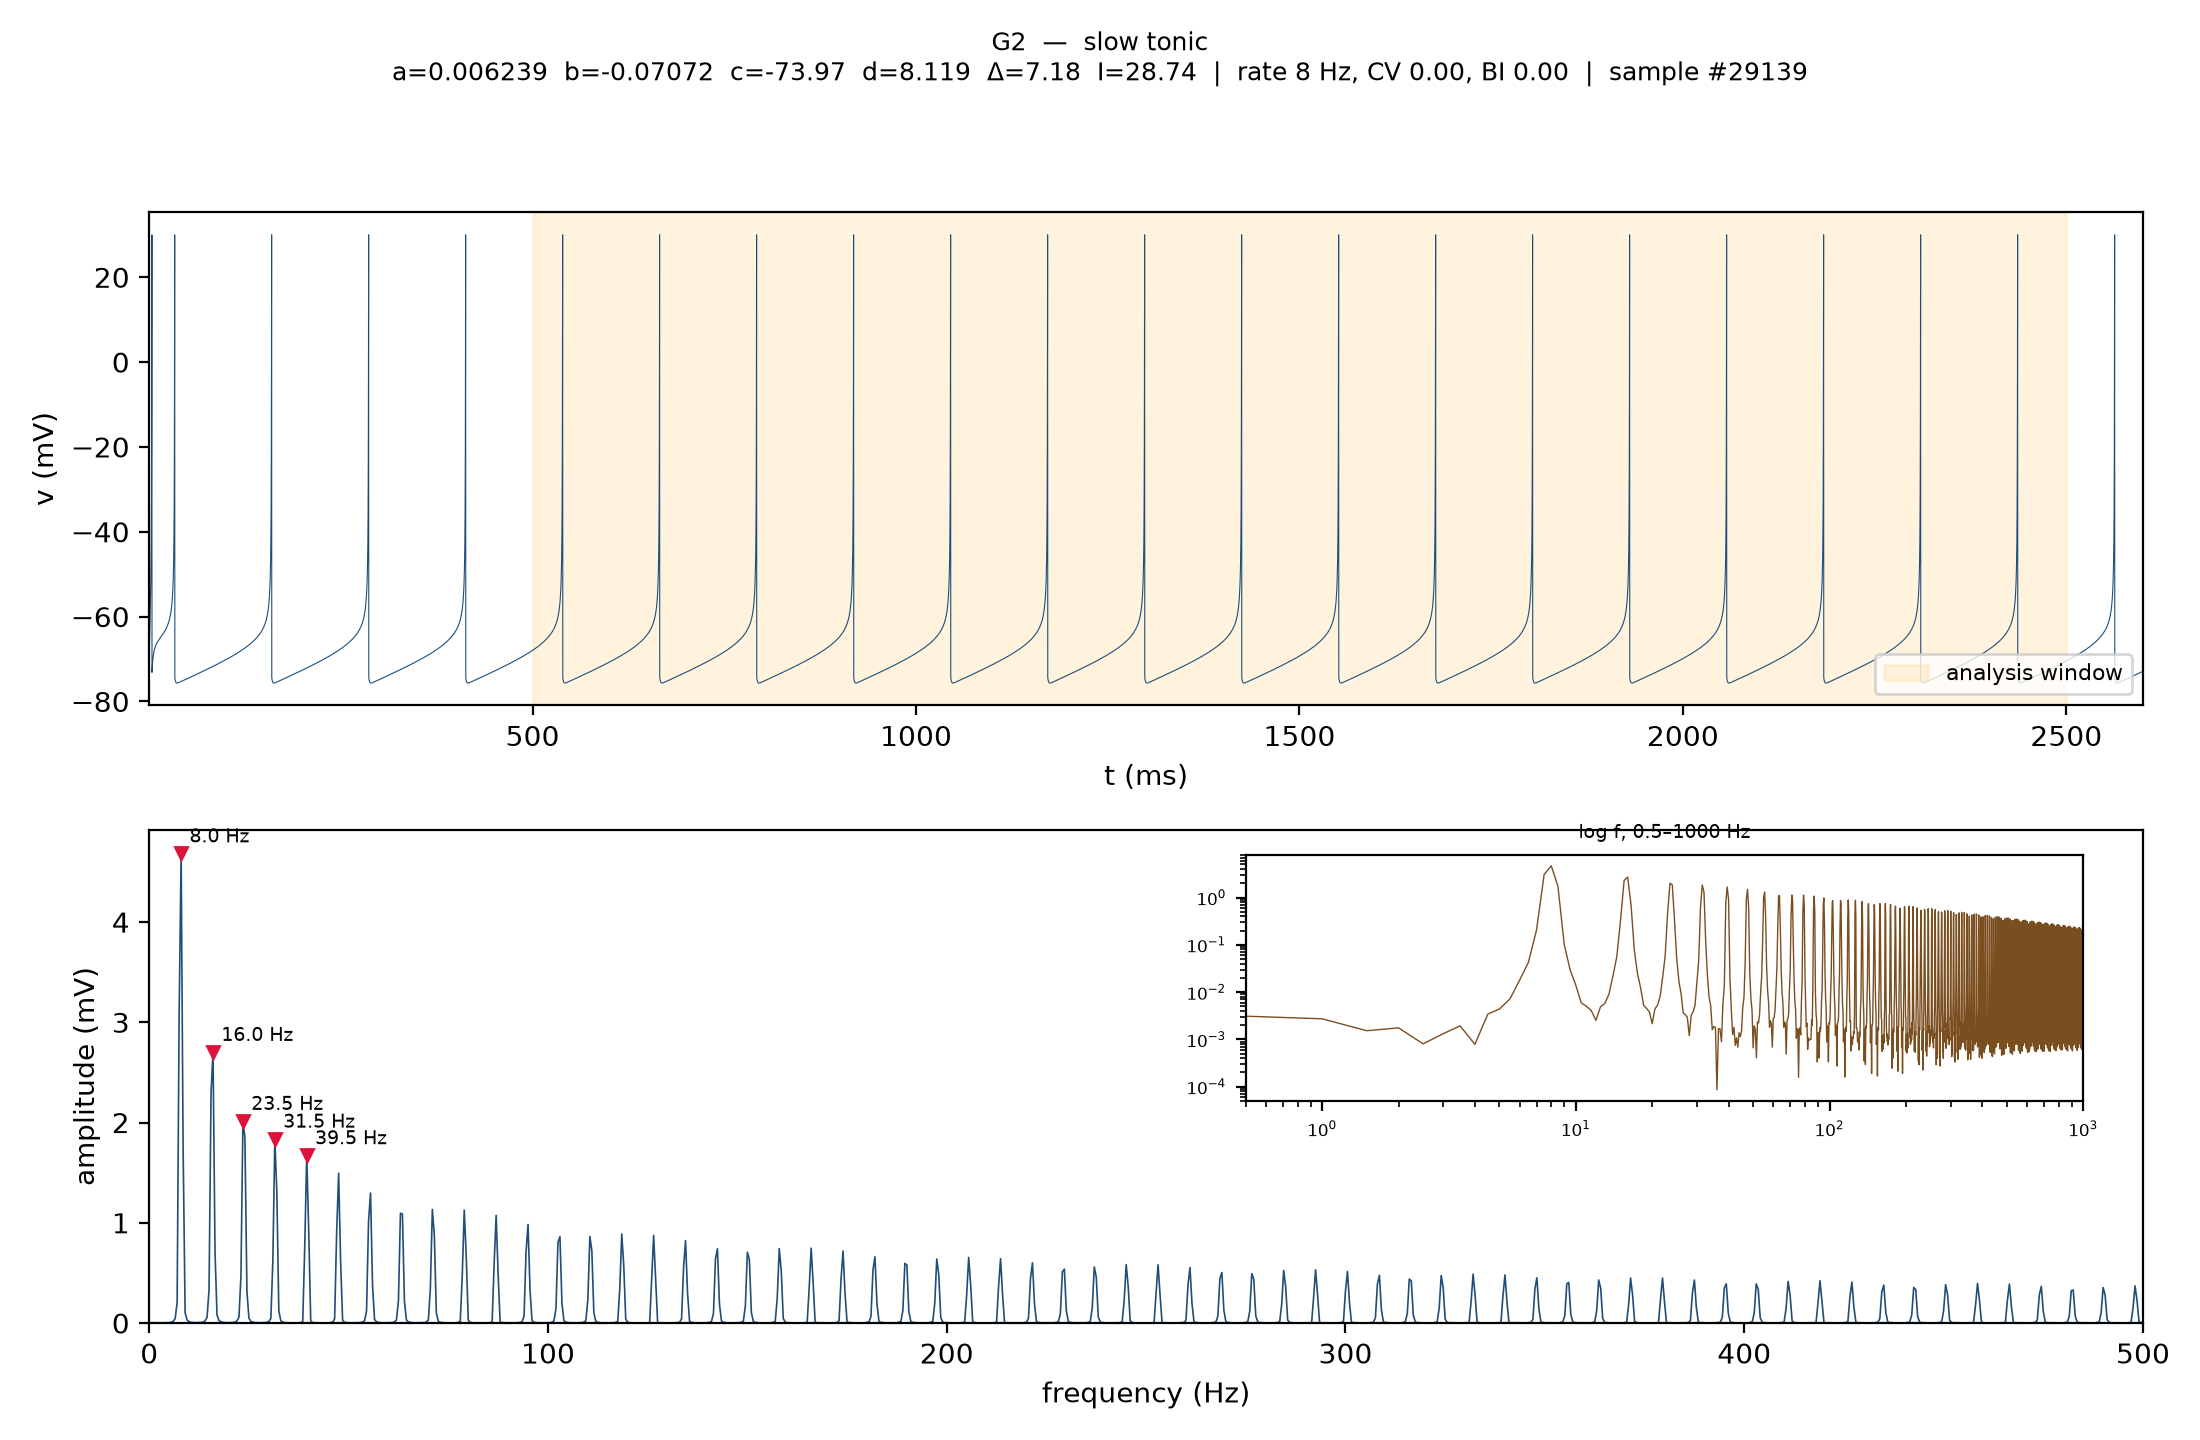 G2 — slow tonic
a=0.006239 b=-0.07072 c=-73.97 d=8.119 Δ=7.18 I=28.74 | rate 8 Hz, CV 0.00, BI 0.00 | sample #29139
v (mV)
20
0
−20
−40
−60
−80
analysis window
500
1000
1500
2000
2500
t (ms)
amplitude (mV)
4
3
2
1
0
8.0 Hz
16.0 Hz
23.5 Hz
31.5 Hz
39.5 Hz
log f, 0.5–1000 Hz
10⁰
10⁻¹
10⁻²
10⁻³
10⁻⁴
10⁰
10¹
10²
10³
0
100
200
300
400
500
frequency (Hz)